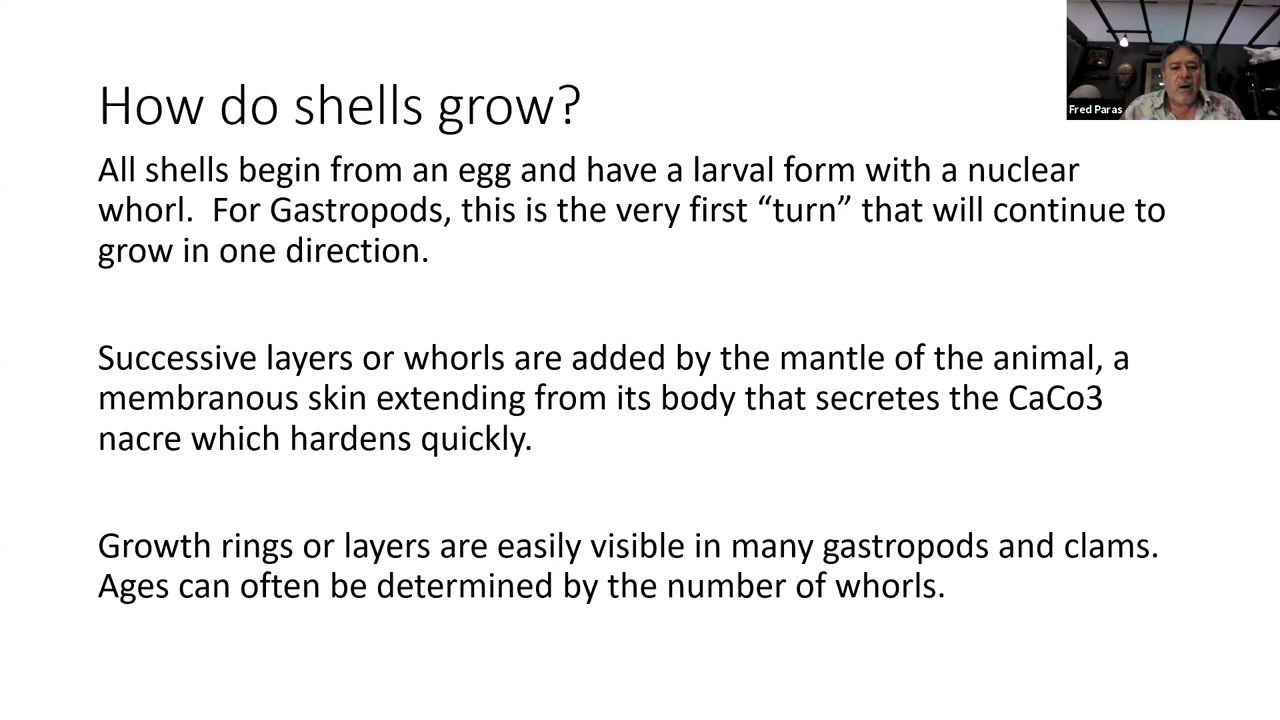 How do shells grow?
Fred Paras
All shells begin from an egg and have a larval form with a nuclear
whorl.  For Gastropods, this is the very first “turn” that will continue to
grow in one direction.
Successive layers or whorls are added by the mantle of the animal, a
membranous skin extending from its body that secretes the CaCo3
nacre which hardens quickly.
Growth rings or layers are easily visible in many gastropods and clams.
Ages can often be determined by the number of whorls.